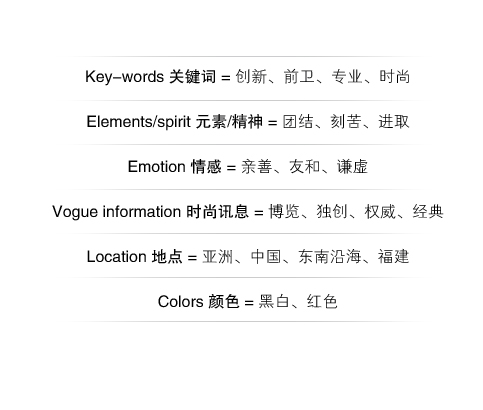 Key-words 关键词 = 创新、前卫、专业、时尚
Elements/spirit 元素/精神 = 团结、刻苦、进取
Emotion 情感 = 亲善、友和、谦虚
Vogue information 时尚讯息 = 博览、独创、权威、经典
Location 地点 = 亚洲、中国、东南沿海、福建
Colors 颜色 = 黑白、红色